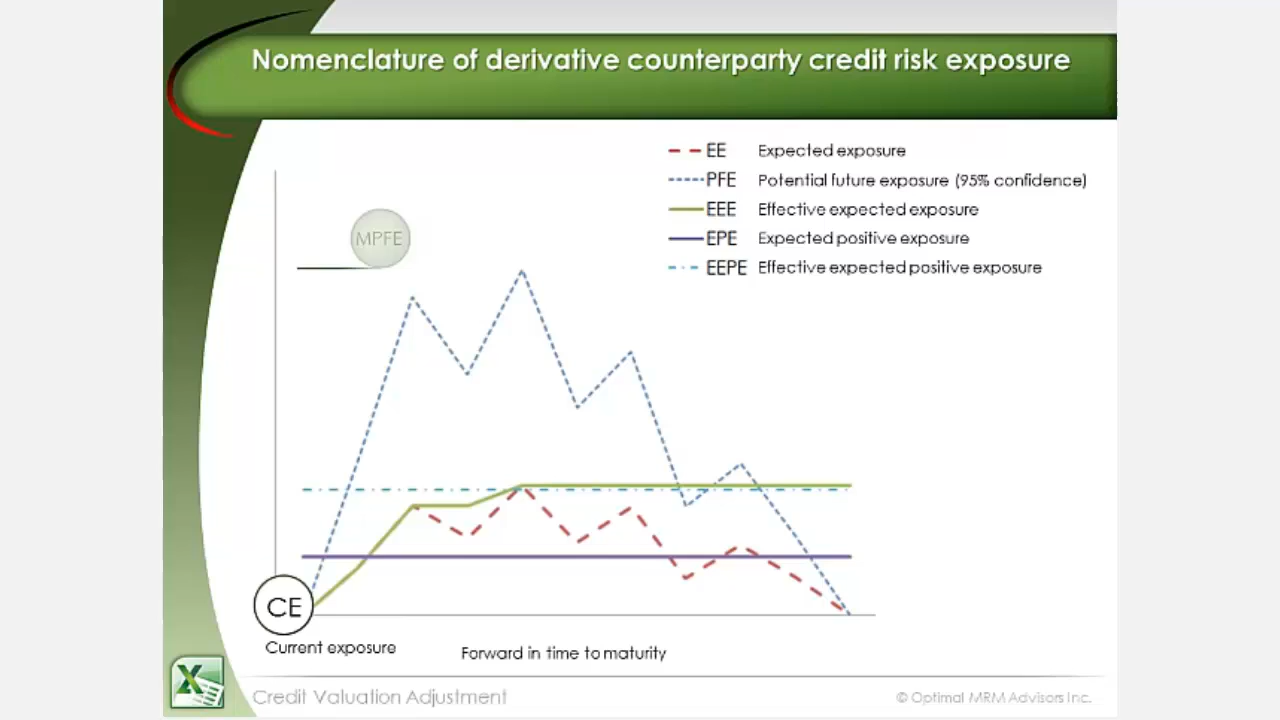 Nomenclature of derivative counterparty credit risk exposure
EE Expected exposure
PFE Potential future exposure (95% confidence)
EEE Effective expected exposure
EPE Expected positive exposure
EEPE Effective expected positive exposure
MPFE
CE
Current exposure
Forward in time to maturity
X
Credit Valuation Adjustment
© Optimal MRM Advisors Inc.